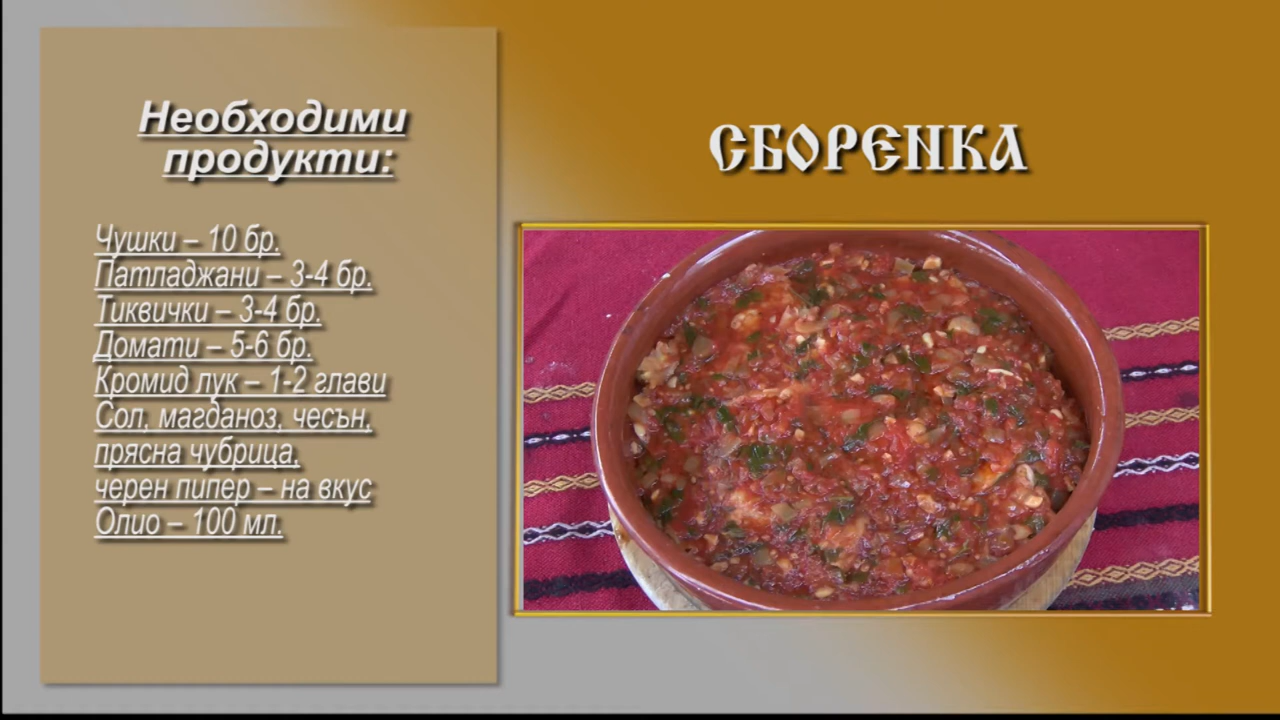 Необходими
продукти:
Чушки – 10 бр.
Патладжани – 3-4 бр.
Тиквички – 3-4 бр.
Домати – 5-6 бр.
Кромид лук – 1-2 глави
Сол, магданоз, чесън,
прясна чубрица,
черен пипер – на вкус
Олио – 100 мл.
СБОРЕНКА